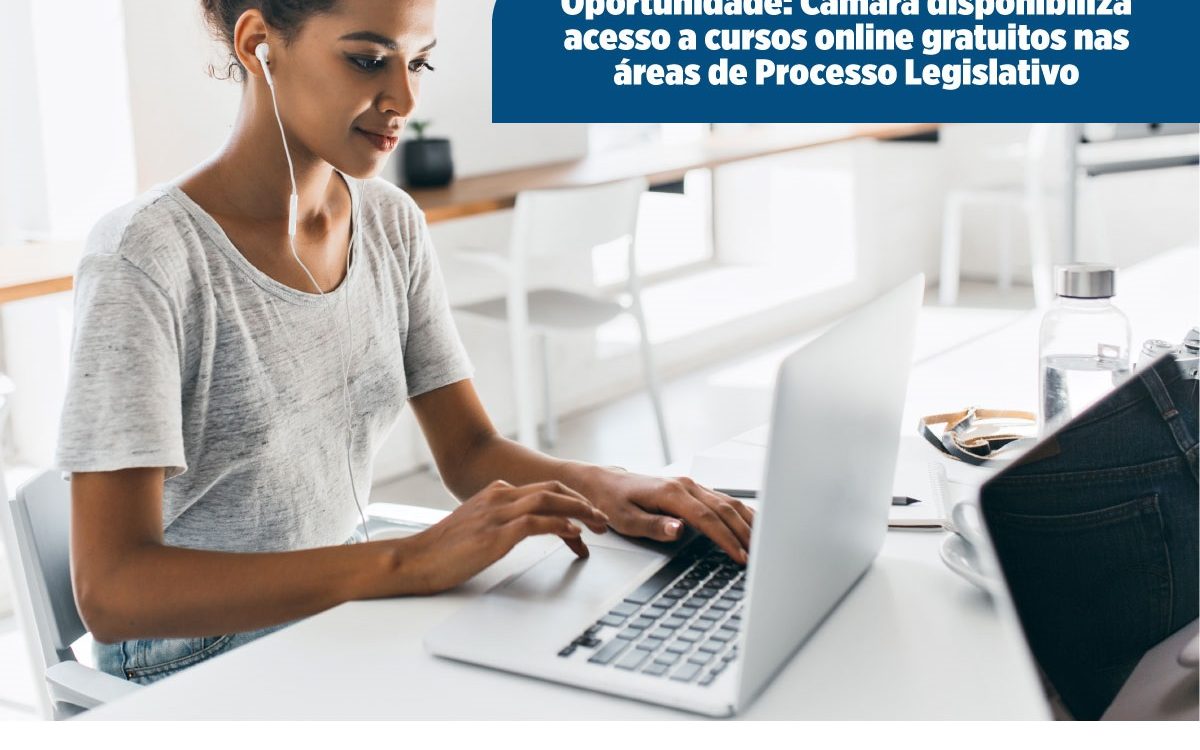 Oportunidade: Câmara disponibiliza
acesso a cursos online gratuitos nas
áreas de Processo Legislativo